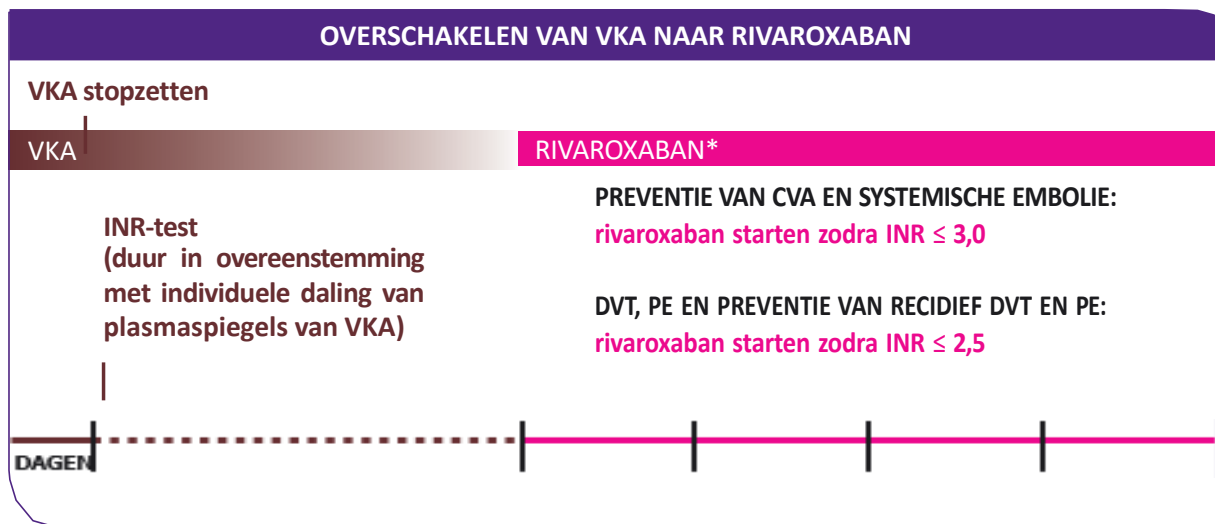 OVERSCHAKELEN VAN VKA NAAR RIVAROXABAN
VKA stopzetten
VKA
RIVAROXABAN*
INR-test
(duur in overeenstemming
met individuele daling van
plasmaspiegels van VKA)
PREVENTIE VAN CVA EN SYSTEMISCHE EMBOLIE:
rivaroxaban starten zodra INR ≤ 3,0
DVT, PE EN PREVENTIE VAN RECIDIEF DVT EN PE:
rivaroxaban starten zodra INR ≤ 2,5
DAGEN